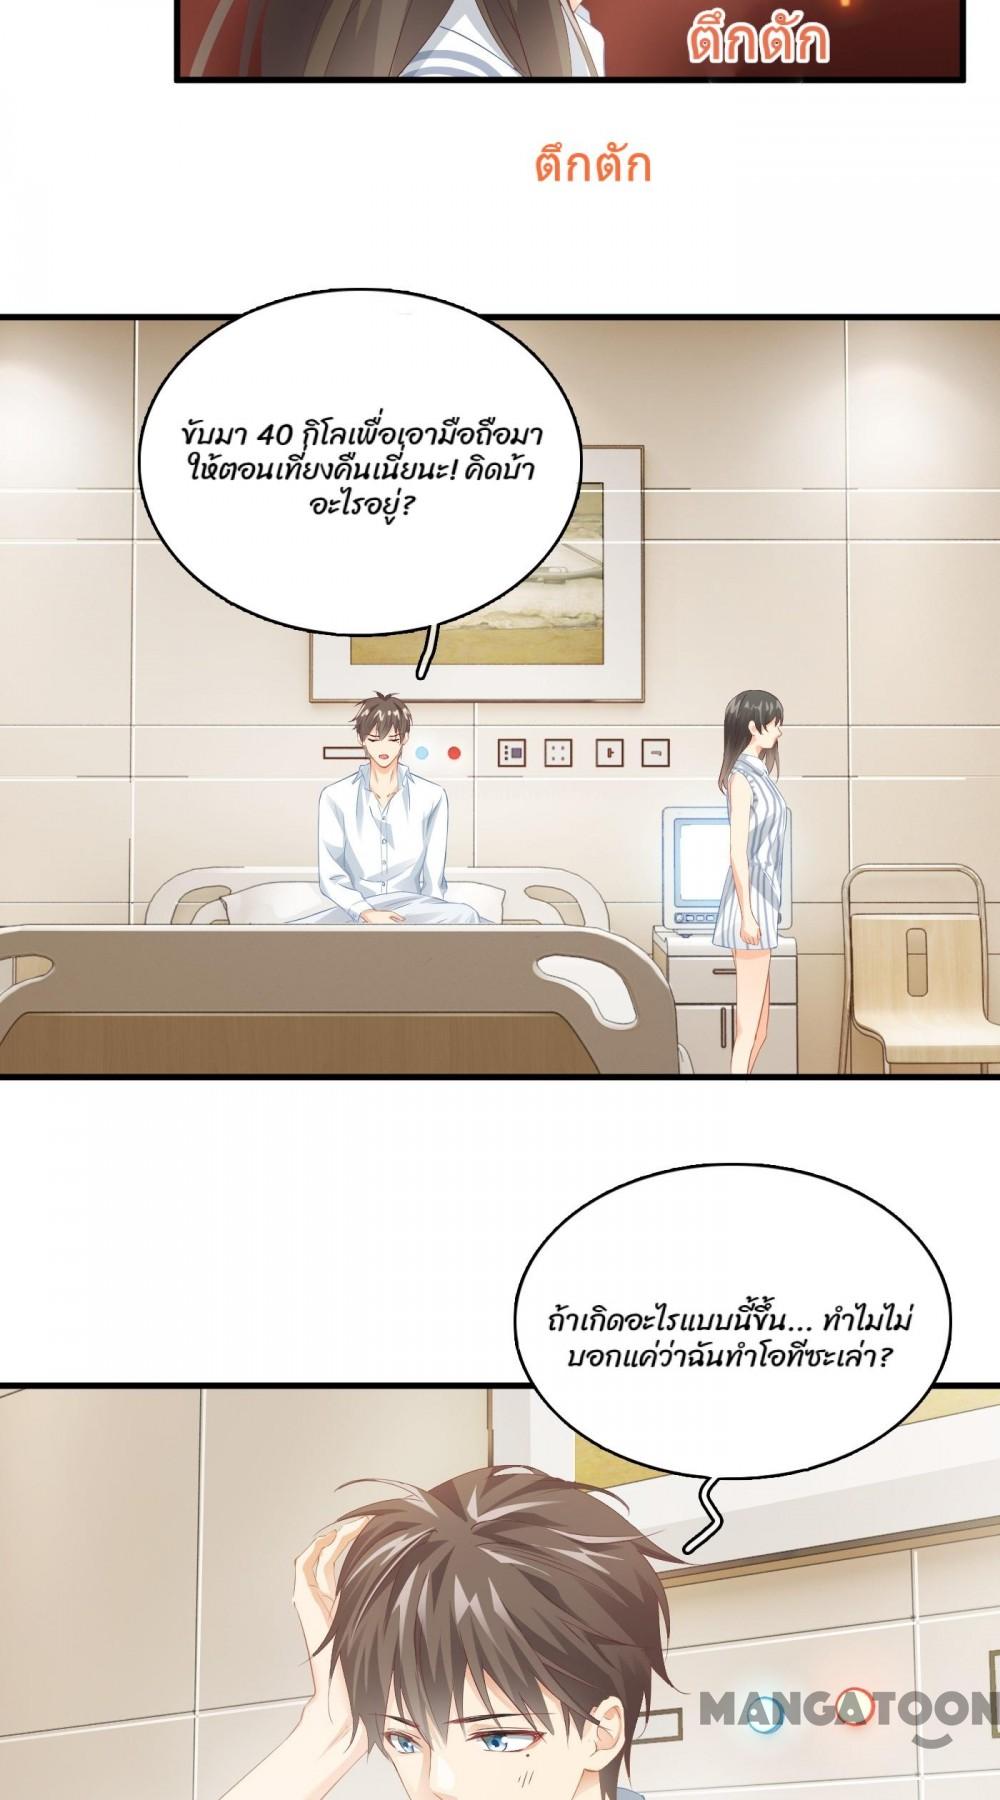 ตึกตัก
ตึกตัก
ขับมา 40 กิโลเพื่อเอามือถือมา
ให้ตอนเที่ยงคืนเนี่ยนะ! คิดบ้า
อะไรอยู่?
ถ้าเกิดอะไรแบบนี้ขึ้น... ทำไมไม่
บอกแค่ว่าฉันทำโอทีซะเล่า?
MANGATOON